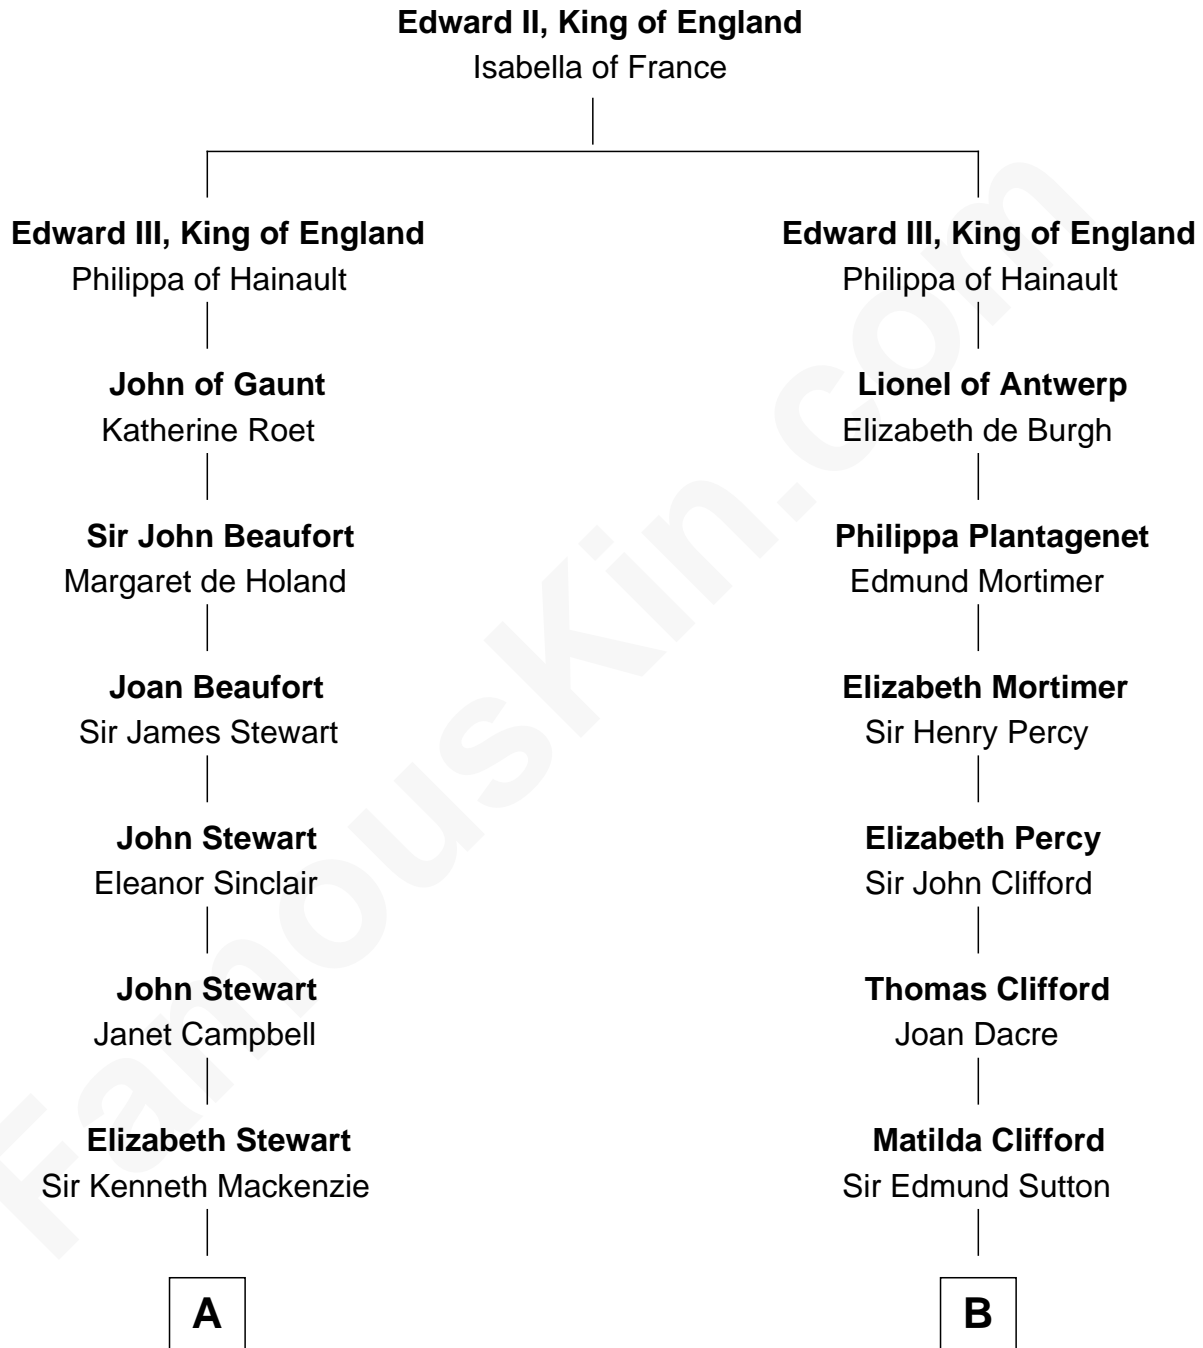 Edward II, King of England
Isabella of France
Edward III, King of England
Philippa of Hainault
John of Gaunt
Katherine Roet
Sir John Beaufort
Margaret de Holand
Joan Beaufort
Sir James Stewart
John Stewart
Eleanor Sinclair
John Stewart
Janet Campbell
Elizabeth Stewart
Sir Kenneth Mackenzie
A
Edward III, King of England
Philippa of Hainault
Lionel of Antwerp
Elizabeth de Burgh
Philippa Plantagenet
Edmund Mortimer
Elizabeth Mortimer
Sir Henry Percy
Elizabeth Percy
Sir John Clifford
Thomas Clifford
Joan Dacre
Matilda Clifford
Sir Edmund Sutton
B
FamousKin.com